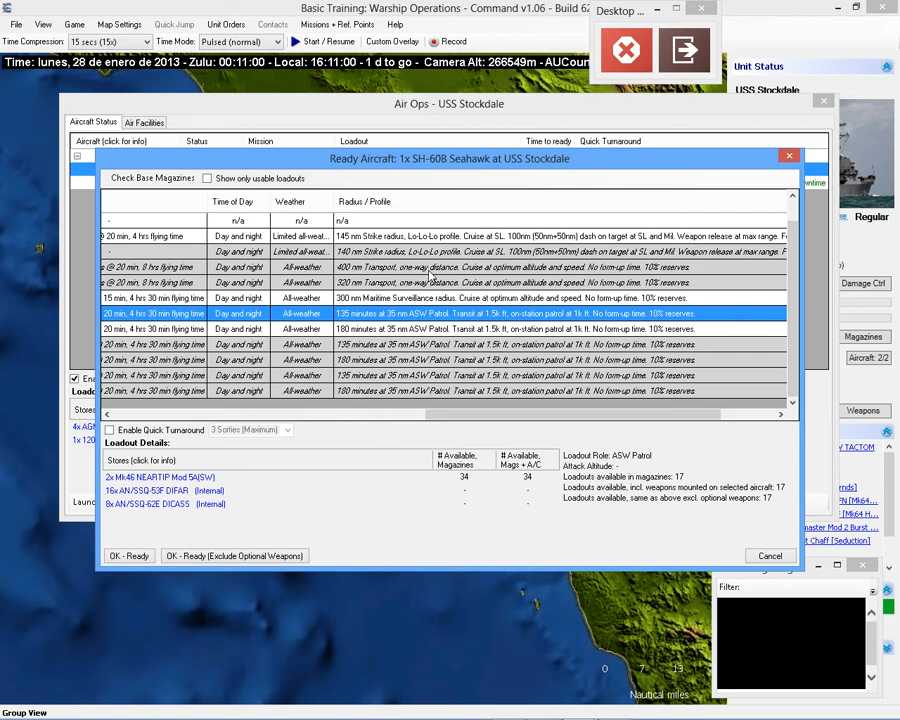 Basic Training: Warship Operations - Command v1.06 - Build 62
Desktop ...
File View Game Map Settings Quick Jump Unit Orders Contacts Missions + Ref. Points Help
Time Compression: 15 secs (15x) Time Mode: Pulsed (normal) Start / Resume Custom Overlay Record
Time: lunes, 28 de enero de 2013 - Zulu: 00:11:00 - Local: 16:11:00 - 1 d to go - Camera Alt: 266549m - AUCoun
Unit Status
USS Stockdale
Air Ops - USS Stockdale
Aircraft Status Air Facilities
Aircraft (click for info) Status Mission Loadout Time to ready Quick Turnaround
Ready Aircraft: 1x SH-60B Seahawk at USS Stockdale
Check Base Magazines Show only usable loadouts
Time of Day Weather Radius / Profile
- n/a n/a n/a
@ 20 min, 4 hrs flying time Day and night Limited all-weat... 145 nm Strike radius, Lo-Lo-Lo profile. Cruise at SL. 100nm (50nm+50nm) dash on target at SL and Mil. Weapon release at max range. F
- Day and night Limited all-weat... 140 nm Strike radius, Lo-Lo-Lo profile. Cruise at SL. 100nm (50nm+50nm) dash on target at SL and Mil. Weapon release at max range. F
s @ 20 min, 8 hrs flying time Day and night All-weather 400 nm Transport, one-way distance. Cruise at optimum altitude and speed. No form-up time. 10% reserves.
s @ 20 min, 8 hrs flying time Day and night All-weather 320 nm Transport, one-way distance. Cruise at optimum altitude and speed. No form-up time. 10% reserves.
15 min, 4 hrs 30 min flying time Day and night All-weather 300 nm Maritime Surveillance radius. Cruise at optimum altitude and speed. No form-up time. 10% reserves.
20 min, 4 hrs 30 min flying time Day and night All-weather 135 minutes at 35 nm ASW Patrol. Transit at 1.5k ft, on-station patrol at 1k ft. No form-up time. 10% reserves.
20 min, 4 hrs 30 min flying time Day and night All-weather 180 minutes at 35 nm ASW Patrol. Transit at 1.5k ft, on-station patrol at 1k ft. No form-up time. 10% reserves.
20 min, 4 hrs 30 min flying time Day and night All-weather 135 minutes at 35 nm ASW Patrol. Transit at 1.5k ft, on-station patrol at 1k ft. No form-up time. 10% reserves.
20 min, 4 hrs 30 min flying time Day and night All-weather 180 minutes at 35 nm ASW Patrol. Transit at 1.5k ft, on-station patrol at 1k ft. No form-up time. 10% reserves.
20 min, 4 hrs 30 min flying time Day and night All-weather 135 minutes at 35 nm ASW Patrol. Transit at 1.5k ft, on-station patrol at 1k ft. No form-up time. 10% reserves.
20 min, 4 hrs 30 min flying time Day and night All-weather 180 minutes at 35 nm ASW Patrol. Transit at 1.5k ft, on-station patrol at 1k ft. No form-up time. 10% reserves.
Enable Quick Turnaround 3 Sorties (Maximum)
Loadout Details:
Stores (click for info) # Available, Magazines # Available, Mags + A/C
2x Mk46 NEARTIP Mod 5A(SW) 34 34
16x AN/SSQ-53F DIFAR (Internal) - -
8x AN/SSQ-62E DICASS (Internal) - -
Loadout Role: ASW Patrol
Attack Altitude: -
Loadouts available in magazines: 17
Loadouts available, incl. weapons mounted on selected aircraft: 17
Loadouts available, same as above excl. optional weapons: 17
OK - Ready OK - Ready (Exclude Optional Weapons) Cancel
Ena
Loado
Stores
4x AGM
1x 120
Laun
wntime
Regular
Damage Ctrl
Magazines
Aircraft: 2/2
Weapons
TACTOM
Chaff [Seduction]
Filter:
0 7 13
Nautical miles
Group View